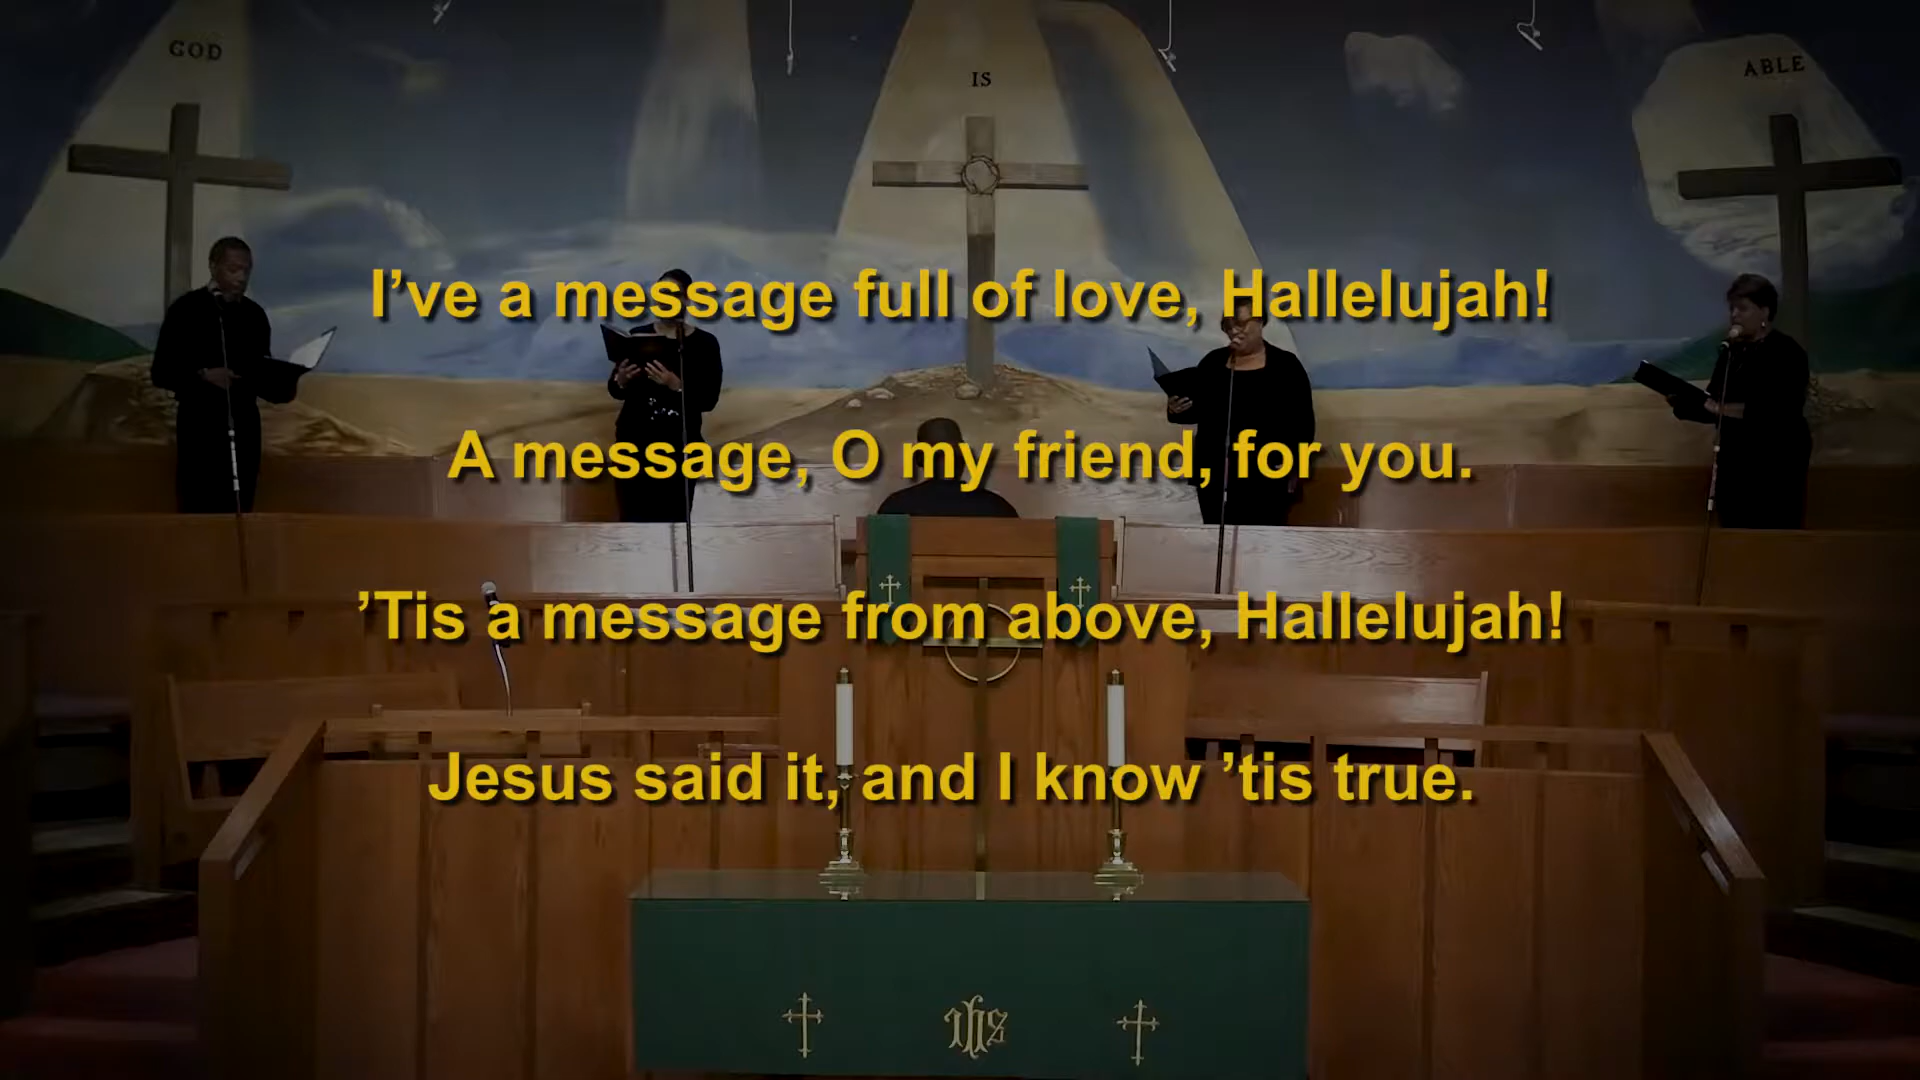 GOD
IS
ABLE
I’ve a message full of love, Hallelujah!
A message, O my friend, for you.
’Tis a message from above, Hallelujah!
Jesus said it, and I know ’tis true.
IHS